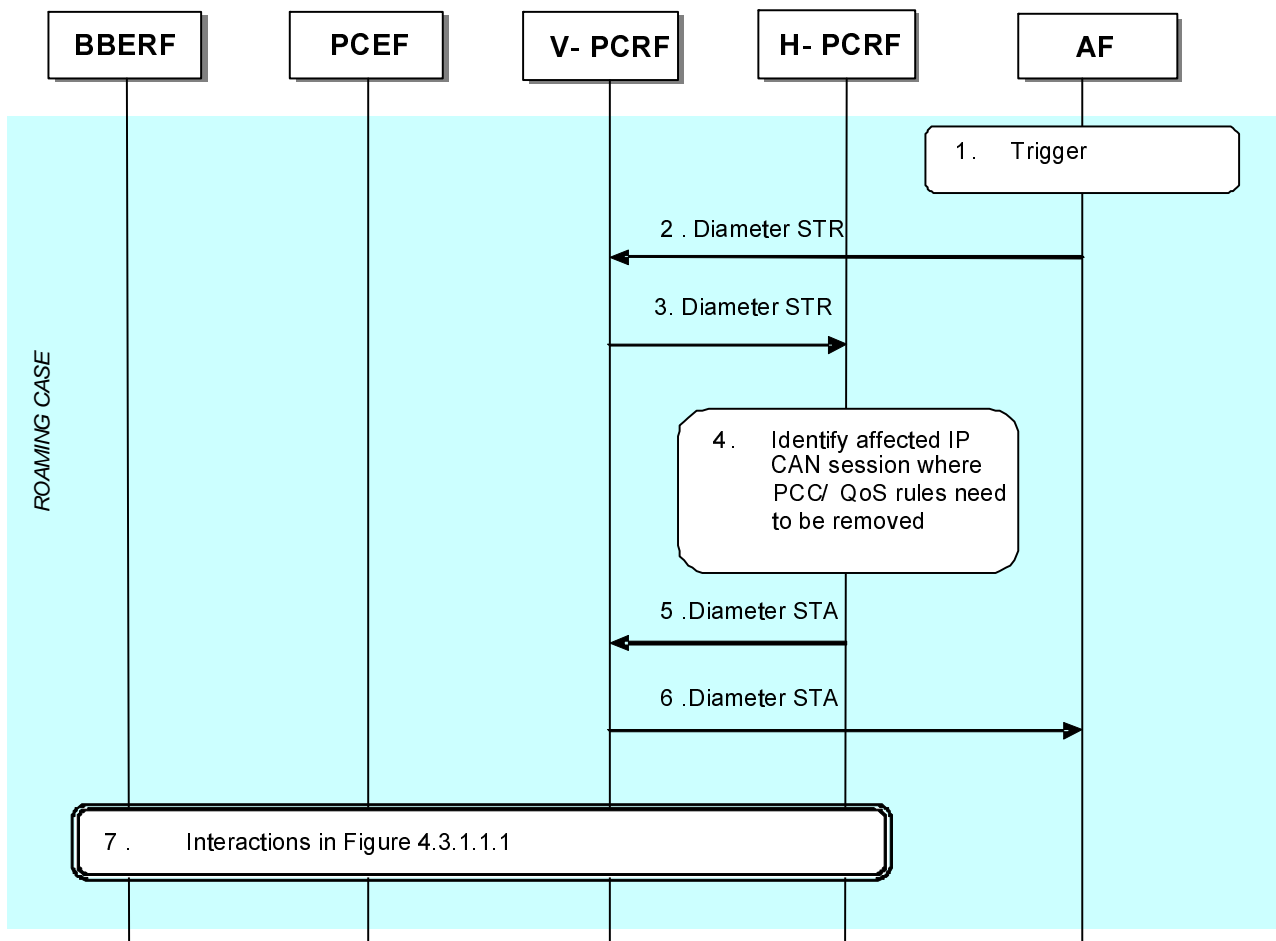 BBERF
PCEF
V- PCRF
H- PCRF
AF
1. Trigger
2 . Diameter STR
3. Diameter STR
ROAMING CASE
4 . Identify affected IP
CAN session where
PCC/ QoS rules need
to be removed
5 .Diameter STA
6 .Diameter STA
7 . Interactions in Figure 4.3.1.1.1